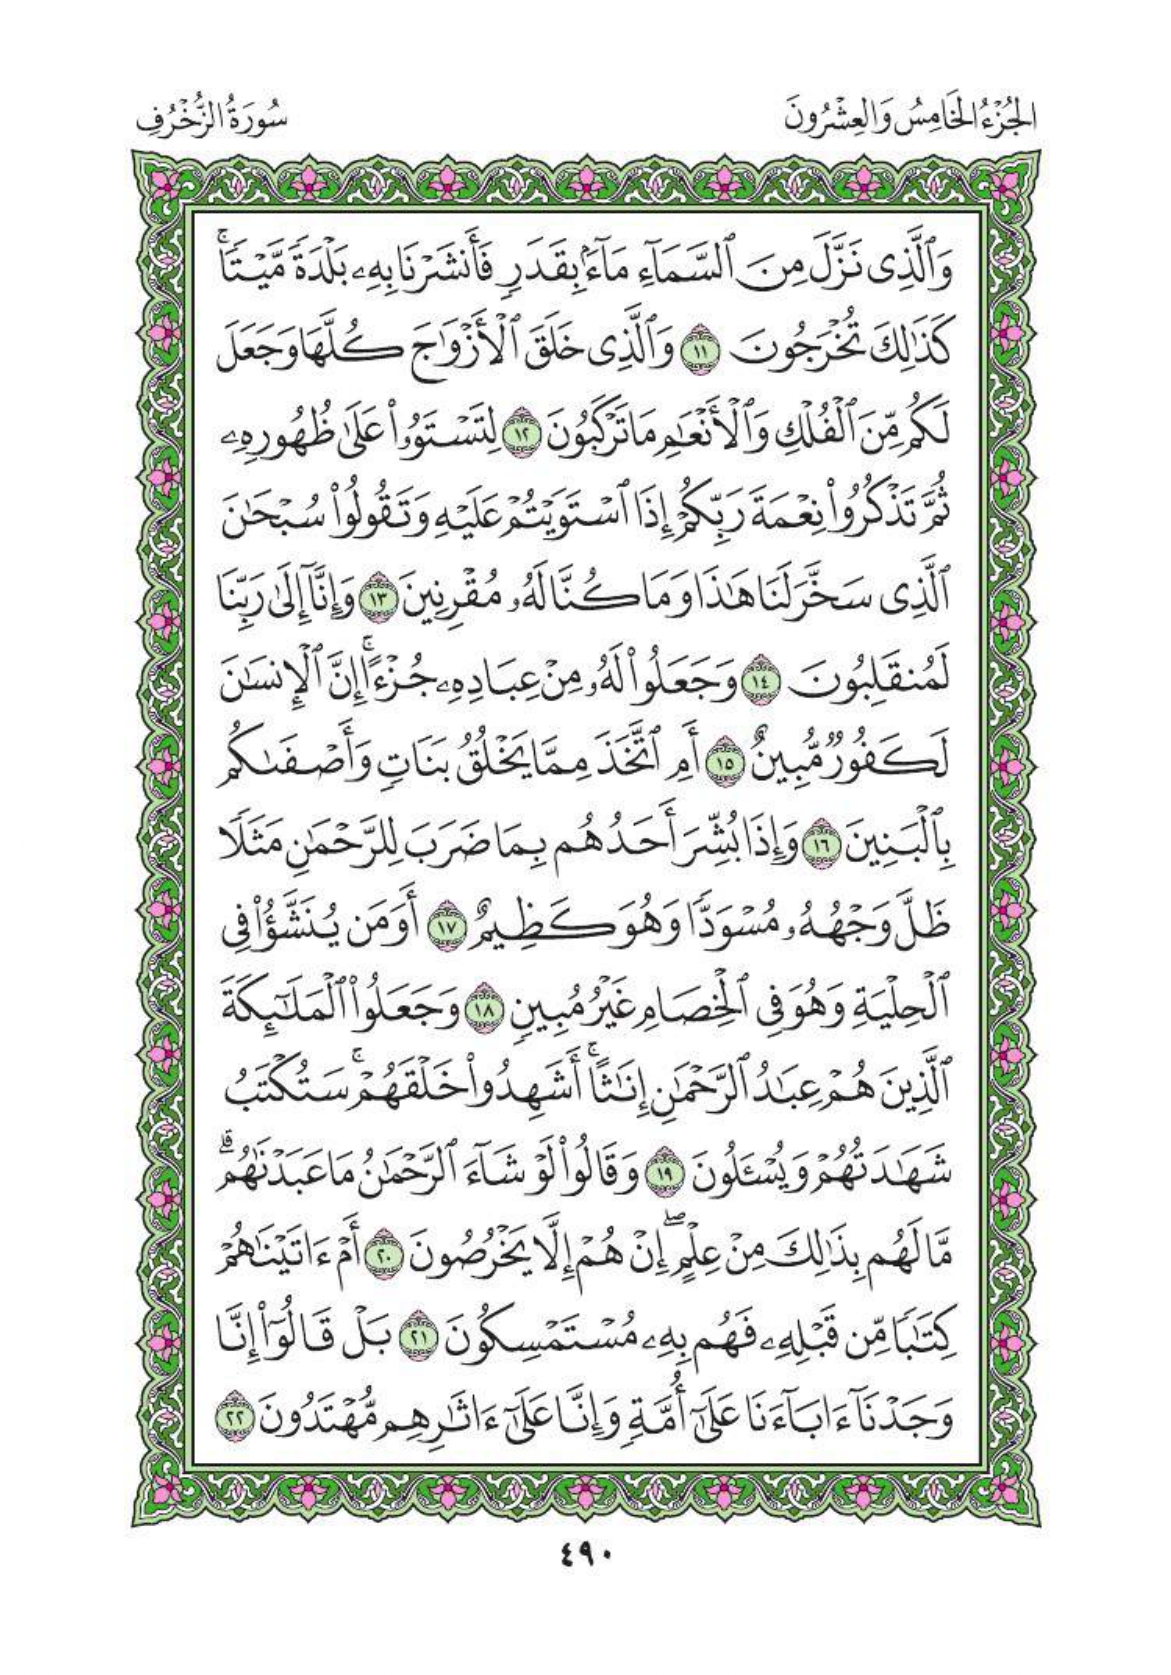 الجُزْءُ الخَامِسُ وَالعِشْرُونَ
سُورَةُ الزُّخْرُفِ
وَٱلَّذِى نَزَّلَ مِنَ ٱلسَّمَآءِ مَآءًۢ بِقَدَرٍ فَأَنشَرْنَا بِهِۦ بَلْدَةً مَّيْتًا ۚ
كَذَٰلِكَ تُخْرَجُونَ ١١ وَٱلَّذِى خَلَقَ ٱلْأَزْوَٰجَ كُلَّهَا وَجَعَلَ
لَكُم مِّنَ ٱلْفُلْكِ وَٱلْأَنْعَٰمِ مَا تَرْكَبُونَ ١٢ لِتَسْتَوُۥا۟ عَلَىٰ ظُهُورِهِۦ
ثُمَّ تَذْكُرُوا۟ نِعْمَةَ رَبِّكُمْ إِذَا ٱسْتَوَيْتُمْ عَلَيْهِ وَتَقُولُوا۟ سُبْحَٰنَ
ٱلَّذِى سَخَّرَ لَنَا هَٰذَا وَمَا كُنَّا لَهُۥ مُقْرِنِينَ ١٣ وَإِنَّآ إِلَىٰ رَبِّنَا
لَمُنقَلِبُونَ ١٤ وَجَعَلُوا۟ لَهُۥ مِنْ عِبَادِهِۦ جُزْءًا ۚ إِنَّ ٱلْإِنسَٰنَ
لَكَفُورٌ مُّبِينٌ ١٥ أَمِ ٱتَّخَذَ مِمَّا يَخْلُقُ بَنَاتٍ وَأَصْفَىٰكُم
بِٱلْبَنِينَ ١٦ وَإِذَا بُشِّرَ أَحَدُهُم بِمَا ضَرَبَ لِلرَّحْمَٰنِ مَثَلًا
ظَلَّ وَجْهُهُۥ مُسْوَدًّا وَهُوَ كَظِيمٌ ١٧ أَوَمَن يُنَشَّؤُا۟ فِى
ٱلْحِلْيَةِ وَهُوَ فِى ٱلْخِصَامِ غَيْرُ مُبِينٍ ١٨ وَجَعَلُوا۟ ٱلْمَلَٰٓئِكَةَ
ٱلَّذِينَ هُمْ عِبَٰدُ ٱلرَّحْمَٰنِ إِنَٰثًا ۚ أَشَهِدُوا۟ خَلْقَهُمْ ۚ سَتُكْتَبُ
شَهَٰدَتُهُمْ وَيُسْـَٔلُونَ ١٩ وَقَالُوا۟ لَوْ شَآءَ ٱلرَّحْمَٰنُ مَا عَبَدْنَٰهُم ۗ
مَّا لَهُم بِذَٰلِكَ مِنْ عِلْمٍ ۖ إِنْ هُمْ إِلَّا يَخْرُصُونَ ٢٠ أَمْ ءَاتَيْنَٰهُمْ
كِتَٰبًا مِّن قَبْلِهِۦ فَهُم بِهِۦ مُسْتَمْسِكُونَ ٢١ بَلْ قَالُوٓا۟ إِنَّا
وَجَدْنَآ ءَابَآءَنَا عَلَىٰٓ أُمَّةٍ وَإِنَّا عَلَىٰٓ ءَاثَٰرِهِم مُّهْتَدُونَ ٢٢
٤٩٠